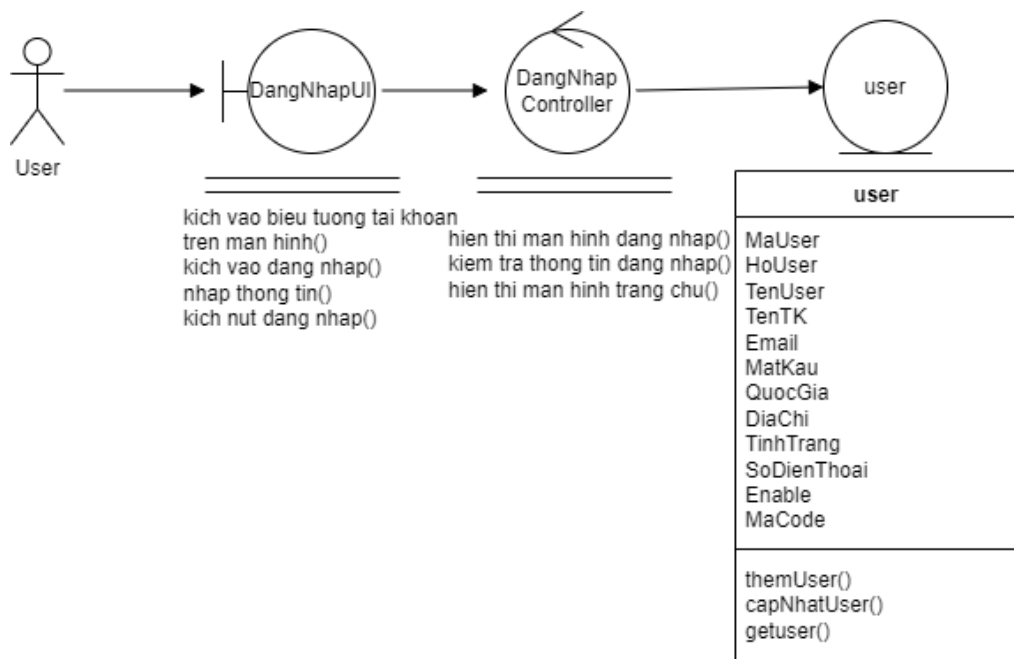 User
DangNhapUI
kich vao bieu tuong tai khoan
tren man hinh()
kich vao dang nhap()
nhap thong tin()
kich nut dang nhap()
DangNhap
Controller
hien thi man hinh dang nhap()
kiem tra thong tin dang nhap()
hien thi man hinh trang chu()
user
user
MaUser
HoUser
TenUser
TenTK
Email
MatKau
QuocGia
DiaChi
TinhTrang
SoDienThoai
Enable
MaCode
themUser()
capNhatUser()
getuser()